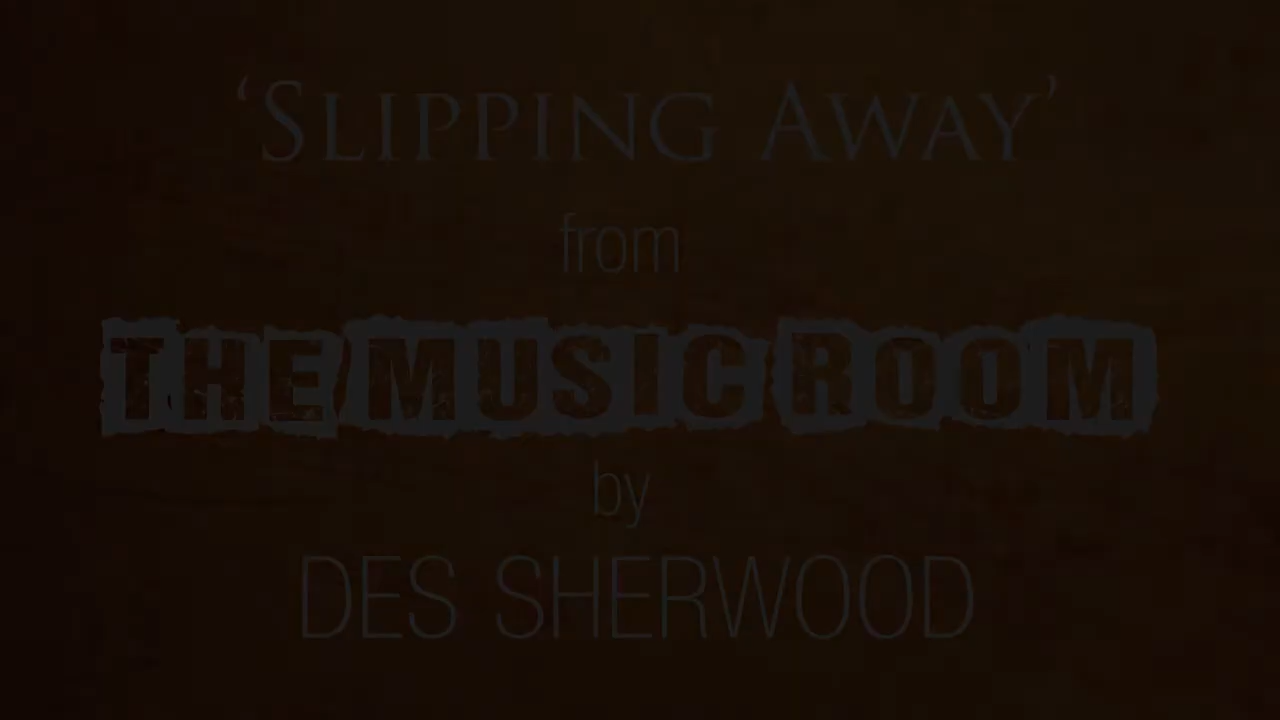 ‘SLIPPING AWAY’
from
THE MUSIC ROOM
by
DES SHERWOOD